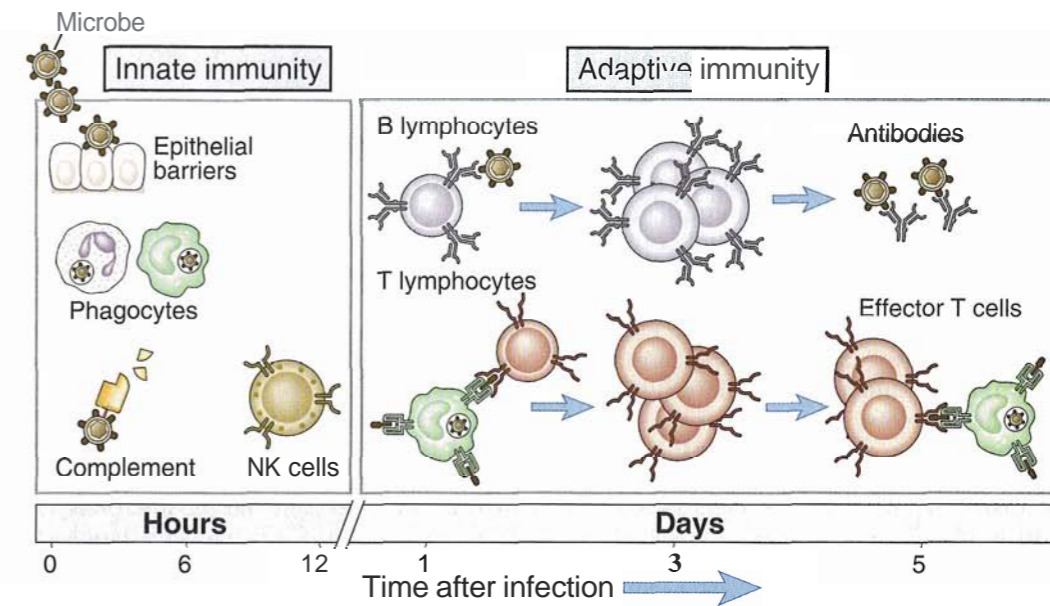 Microbe
Innate immunity
Adaptive immunity
Epithelial
barriers
Phagocytes
Complement
NK cells
B lymphocytes
Antibodies
T lymphocytes
Effector T cells
Hours
Days
0
6
12
1
3
5
Time after infection